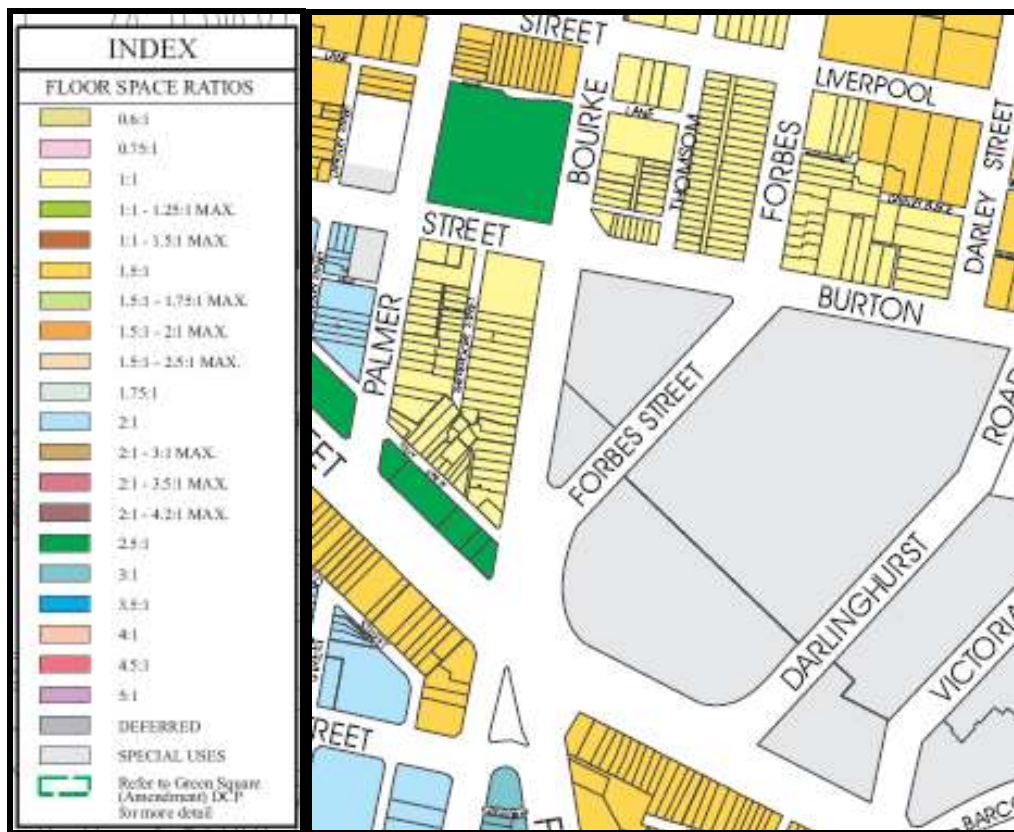 INDEX
FLOOR SPACE RATIOS
0.6:1
0.75:1
1:1
1:1 - 1.25:1 MAX.
1:1 - 1.5:1 MAX.
1.5:1
1.5:1 - 1.75:1 MAX.
1.5:1 - 2:1 MAX.
1.5:1 - 2.5:1 MAX.
1.75:1
2:1
2:1 - 3:1 MAX.
2:1 - 3.5:1 MAX.
2:1 - 4.2:1 MAX.
2.5:1
3:1
3.5:1
4:1
4.5:1
5:1
DEFERRED
SPECIAL USES
Refer to Green Square
(Amendment) DCP
for more detail
STREET
LANE
LIVERPOOL
BOURKE
LANE
THOMSOM
FORBES
DARLEY STREET
STREET
PALMER
BURTON
FORBES STREET
ROAD
EET
DARLINGHURST
VICTORIA
REET
BARCO